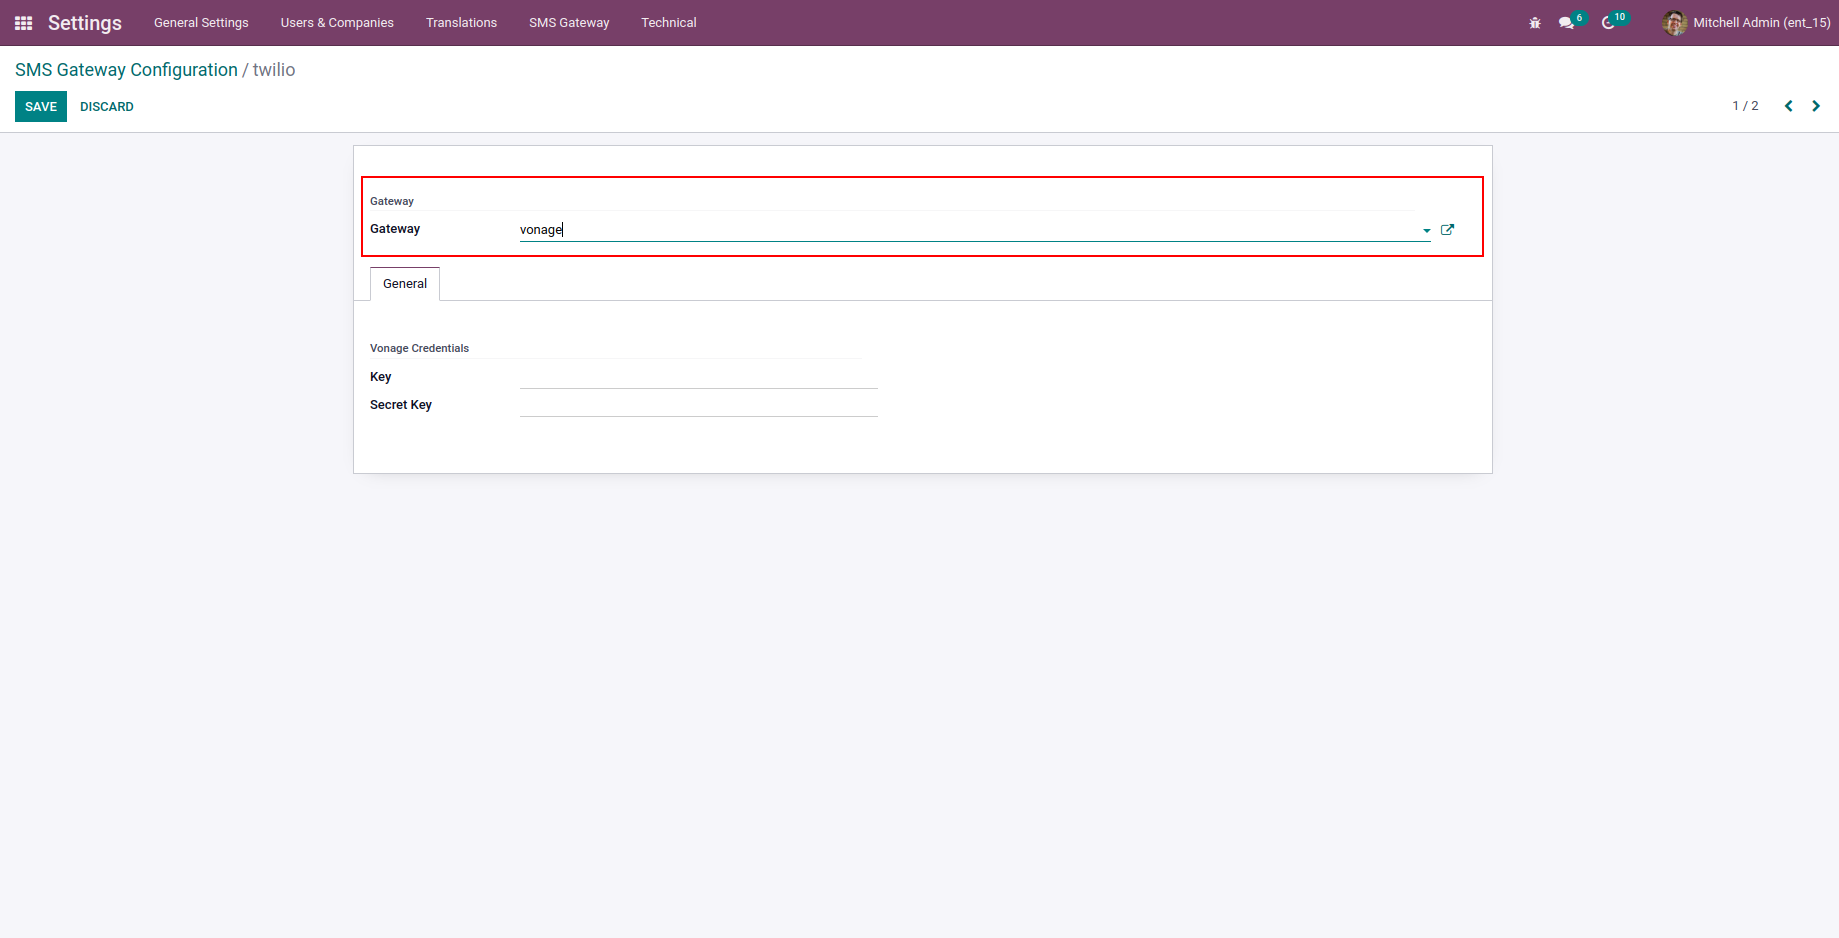 Settings General Settings Users & Companies Translations SMS Gateway Technical 6 10 Mitchell Admin (ent_15)
SMS Gateway Configuration / twilio
SAVE DISCARD 1 / 2
Gateway
Gateway vonage
General
Vonage Credentials
Key
Secret Key